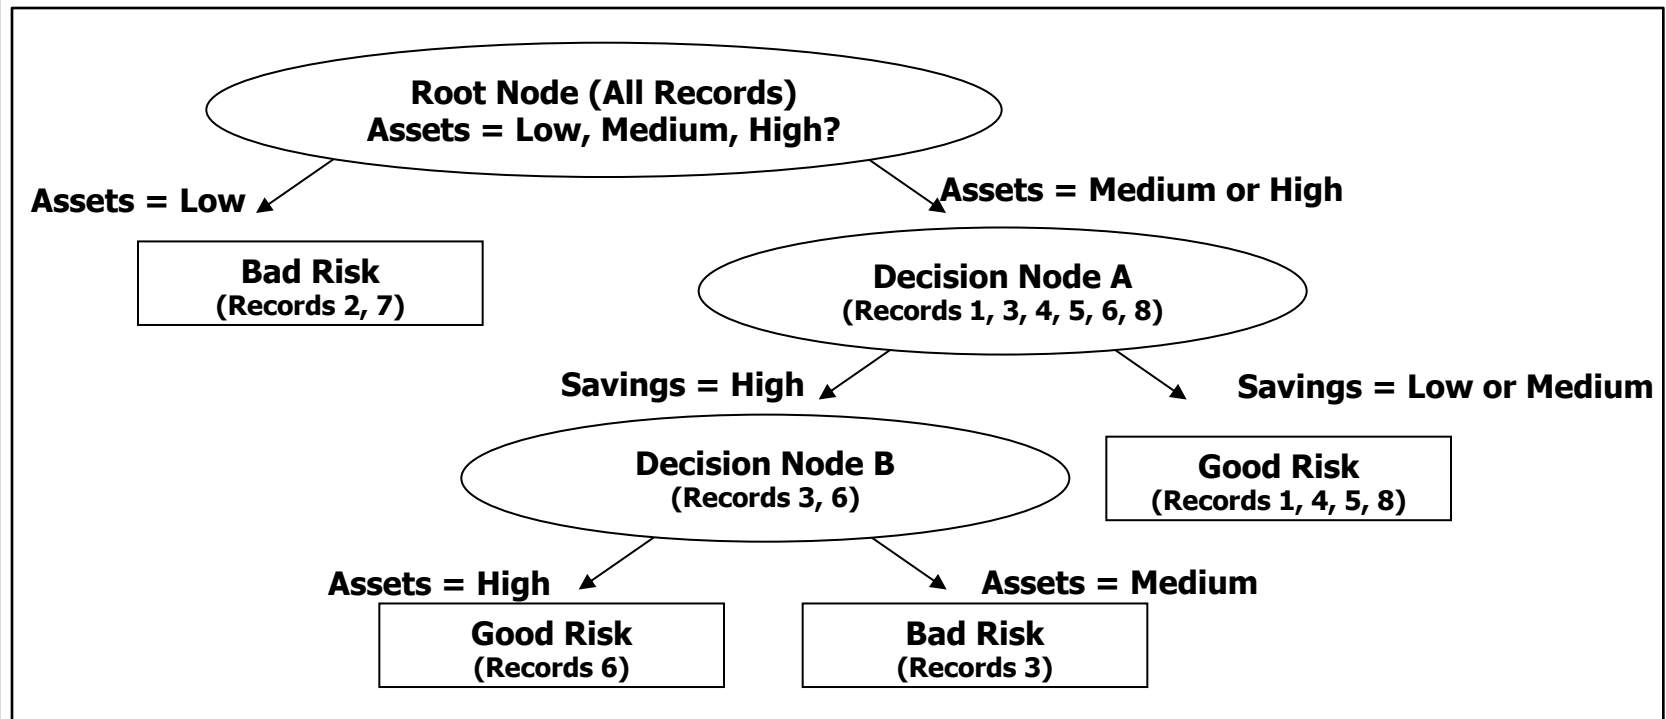 Root Node (All Records)
Assets = Low, Medium, High?
Assets = Low
Assets = Medium or High
Bad Risk
(Records 2, 7)
Decision Node A
(Records 1, 3, 4, 5, 6, 8)
Savings = High
Savings = Low or Medium
Decision Node B
(Records 3, 6)
Good Risk
(Records 1, 4, 5, 8)
Assets = High
Assets = Medium
Good Risk
(Records 6)
Bad Risk
(Records 3)